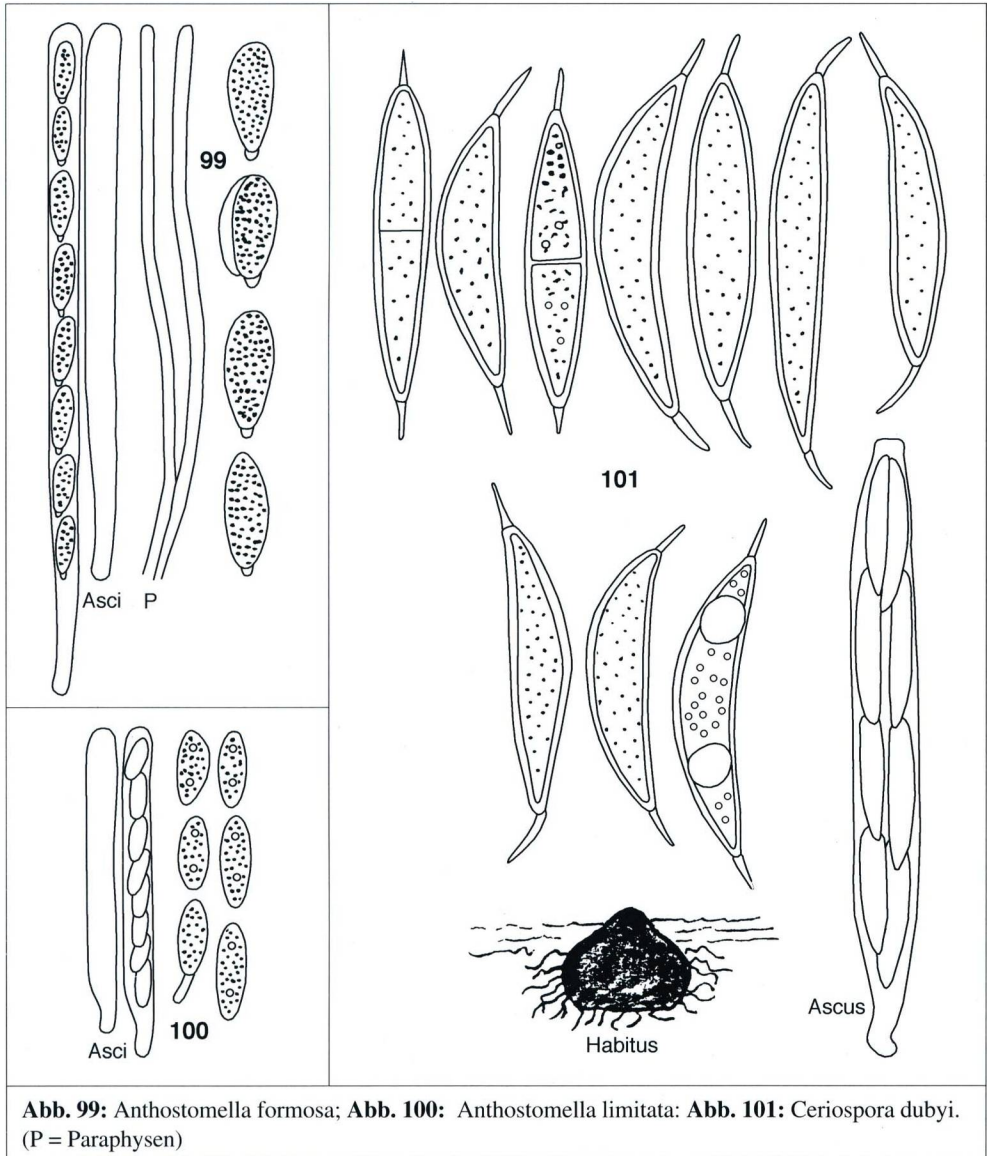 99
Asci P
100
Asci
101
Habitus
Ascus
Abb. 99: Anthostomella formosa; Abb. 100: Anthostomella limitata: Abb. 101: Ceriospora dubyi.
(P = Paraphysen)